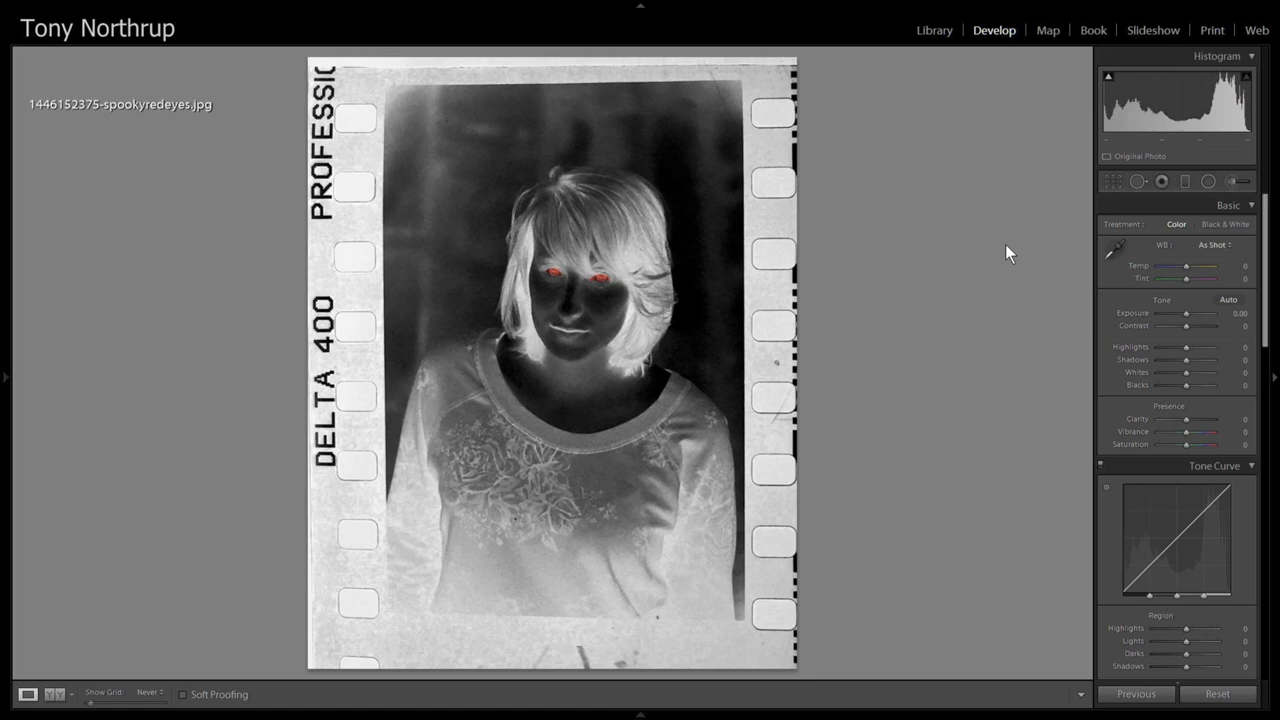 Tony Northrup
Library
Develop
Map
Book
Slideshow
Print
Web
1446152375-spookyredeyes.jpg
PROFESSIO
DELTA 400
Histogram
Original Photo
Basic
Treatment :
Color
Black & White
WB :
As Shot
Temp
0
Tint
0
Tone
Auto
Exposure
0.00
Contrast
0
Highlights
0
Shadows
0
Whites
0
Blacks
0
Presence
Clarity
0
Vibrance
0
Saturation
0
Tone Curve
Region
Highlights
0
Lights
0
Darks
0
Shadows
0
Show Grid:
Never
Soft Proofing
Previous
Reset